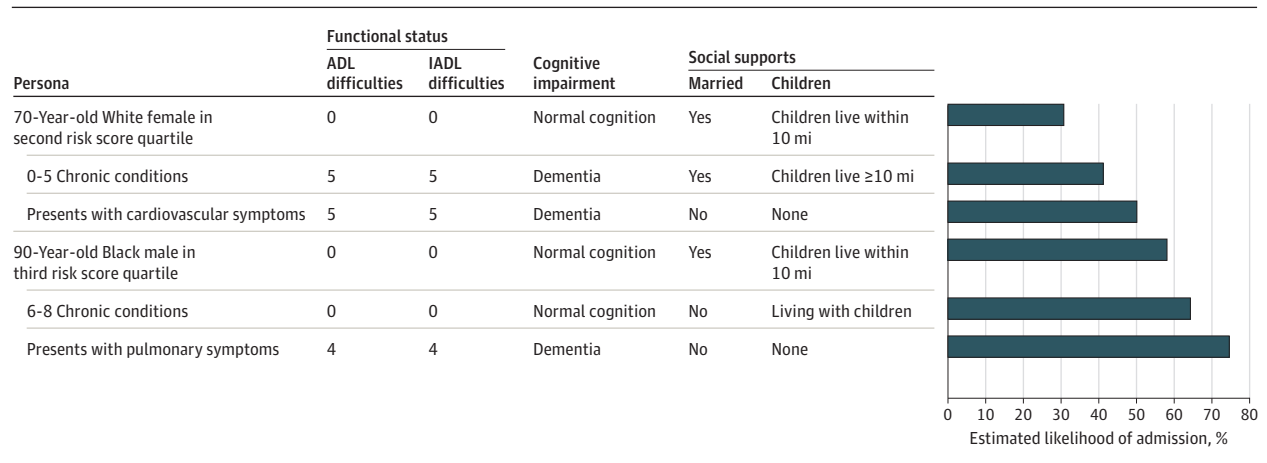 Functional status
Social supports
Persona
ADL difficulties
IADL difficulties
Cognitive impairment
Married
Children
70-Year-old White female in
second risk score quartile
0 0 Normal cognition Yes Children live within
10 mi
0-5 Chronic conditions 5 5 Dementia Yes Children live ≥10 mi
Presents with cardiovascular symptoms 5 5 Dementia No None
90-Year-old Black male in
third risk score quartile
0 0 Normal cognition Yes Children live within
10 mi
6-8 Chronic conditions 0 0 Normal cognition No Living with children
Presents with pulmonary symptoms 4 4 Dementia No None
0 10 20 30 40 50 60 70 80
Estimated likelihood of admission, %